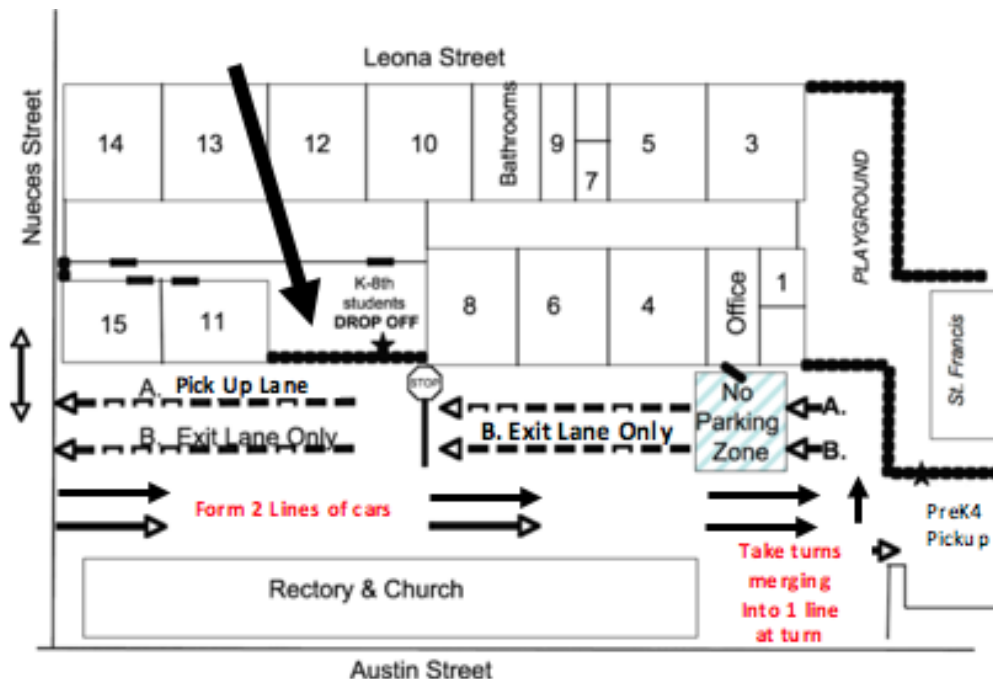 Leona Street
Nueces Street
14
13
12
10
Bathrooms
9
7
5
3
PLAYGROUND
K-8th
students
DROP OFF
15
11
8
6
4
Office
1
St. Francis
STOP
A. Pick Up Lane
B. Exit Lane Only
B. Exit Lane Only
No
Parking
Zone
A.
B.
Form 2 Lines of cars
PreK4
Pickup
Take turns
merging
Into 1 line
at turn
Rectory & Church
Austin Street